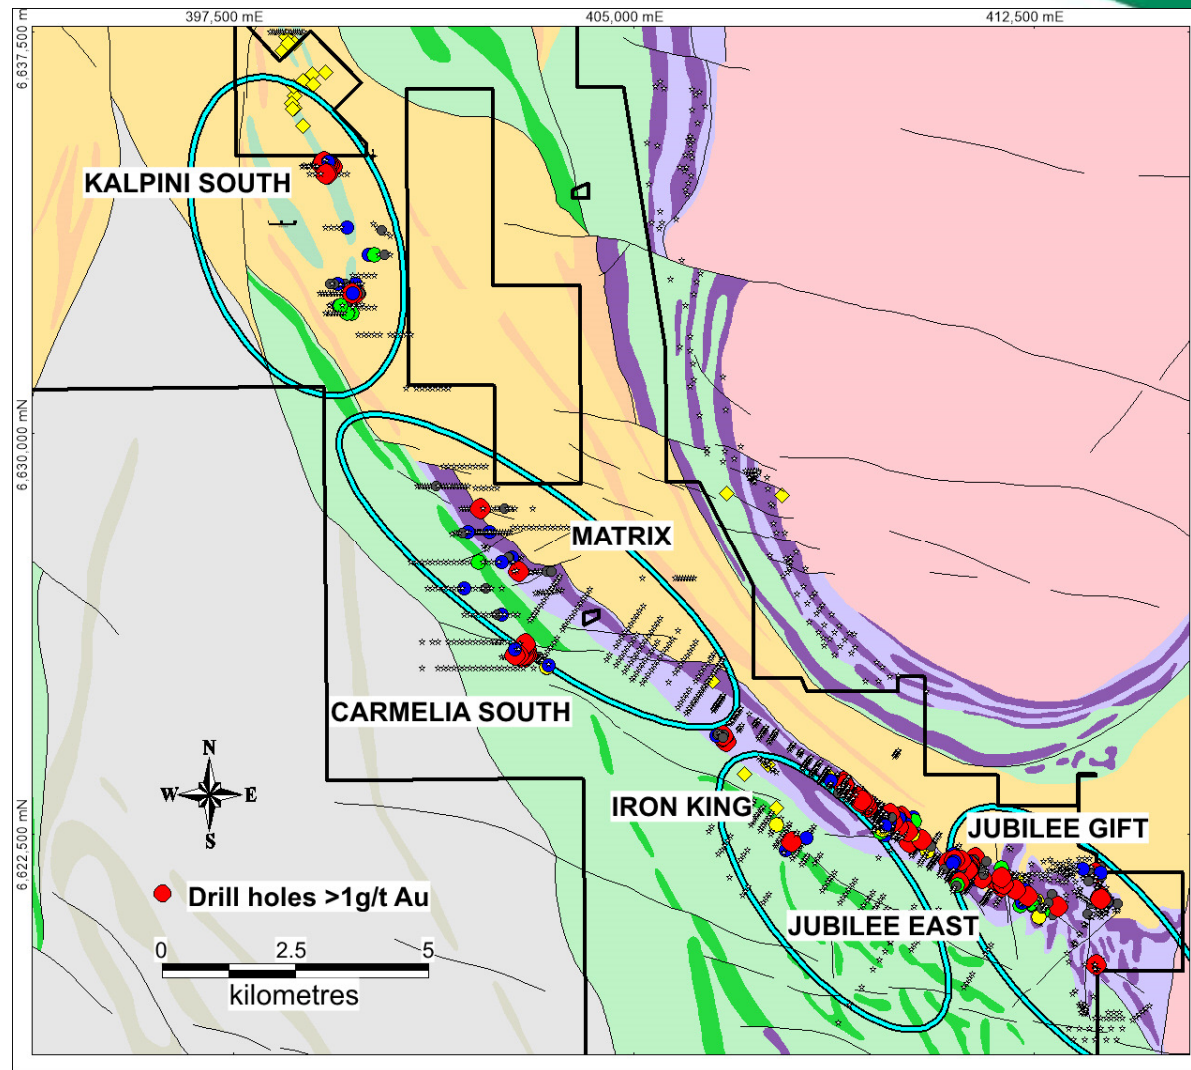 397,500 mE
405,000 mE
412,500 mE
6,637,500 m
KALPINI SOUTH
6,630,000 mN
MATRIX
CARMELIA SOUTH
N
W E
S
IRON KING
JUBILEE GIFT
6,622,500 mN
Drill holes >1g/t Au
JUBILEE EAST
0 2.5 5
kilometres